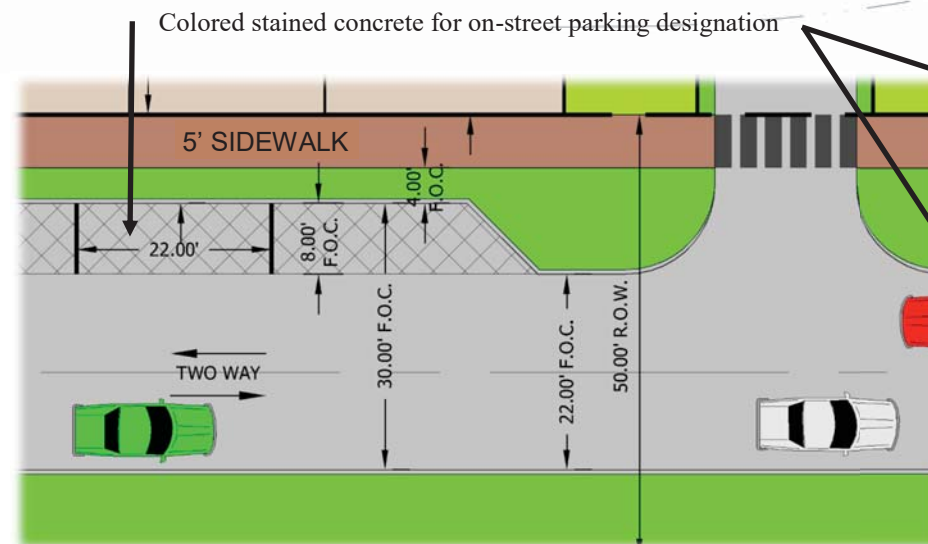 Colored stained concrete for on-street parking designation
5’ SIDEWALK
4.00'
F.O.C.
22.00'
8.00'
F.O.C.
30.00' F.O.C.
22.00' F.O.C.
50.00' R.O.W.
TWO WAY